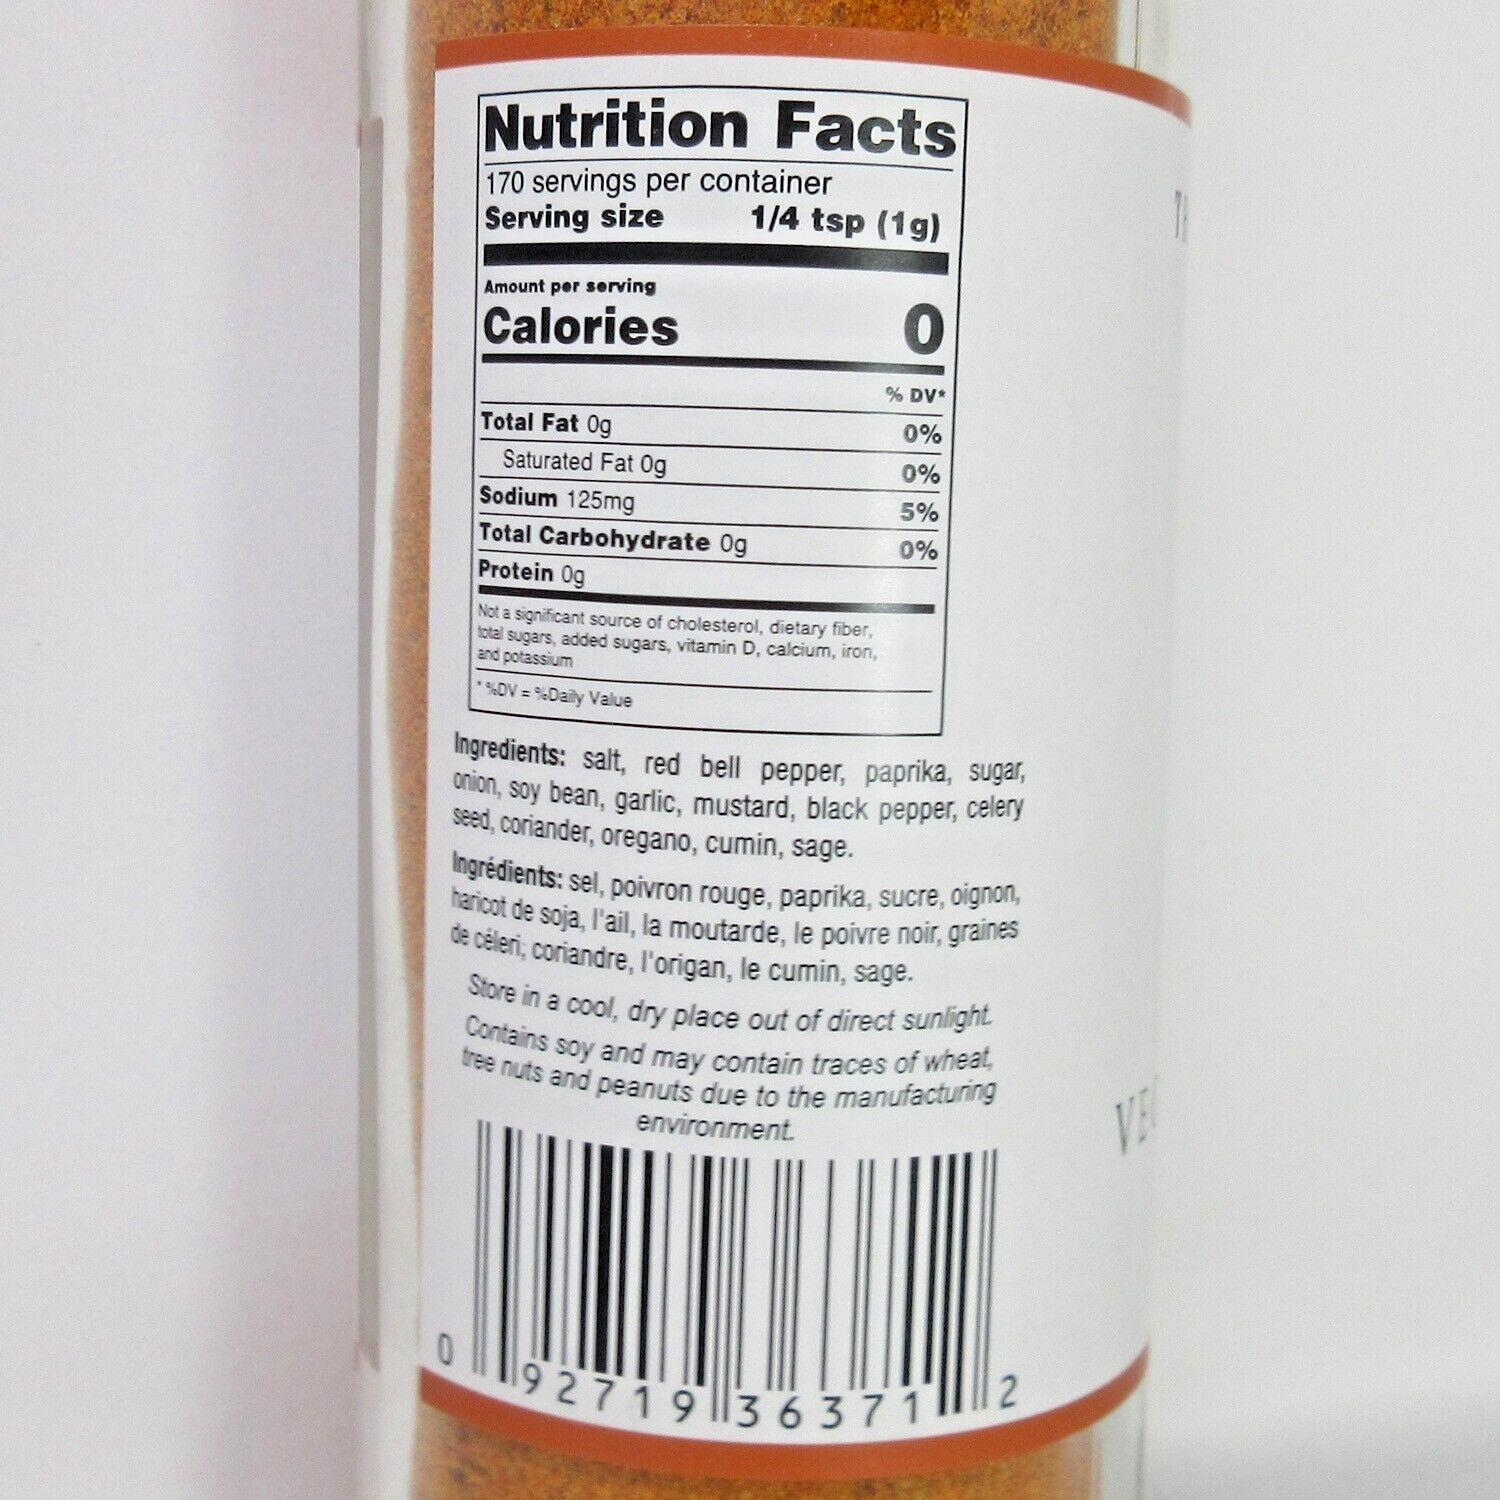 Nutrition Facts
170 servings per container
Serving size 1/4 tsp (1g)
Amount per serving
Calories 0
% DV*
Total Fat 0g 0%
Saturated Fat 0g 0%
Sodium 125mg 5%
Total Carbohydrate 0g 0%
Protein 0g
Not a significant source of cholesterol, dietary fiber,
total sugars, added sugars, vitamin D, calcium, iron,
and potassium
* %DV = %Daily Value
Ingredients: salt, red bell pepper, paprika, sugar,
onion, soy bean, garlic, mustard, black pepper, celery
seed, coriander, oregano, cumin, sage.
Ingrédients: sel, poivron rouge, paprika, sucre, oignon,
haricot de soja, l'ail, la moutarde, le poivre noir, graines
de céleri; coriandre, l'origan, le cumin, sage.
Store in a cool, dry place out of direct sunlight.
Contains soy and may contain traces of wheat,
tree nuts and peanuts due to the manufacturing
environment.
0 92719 36371 2